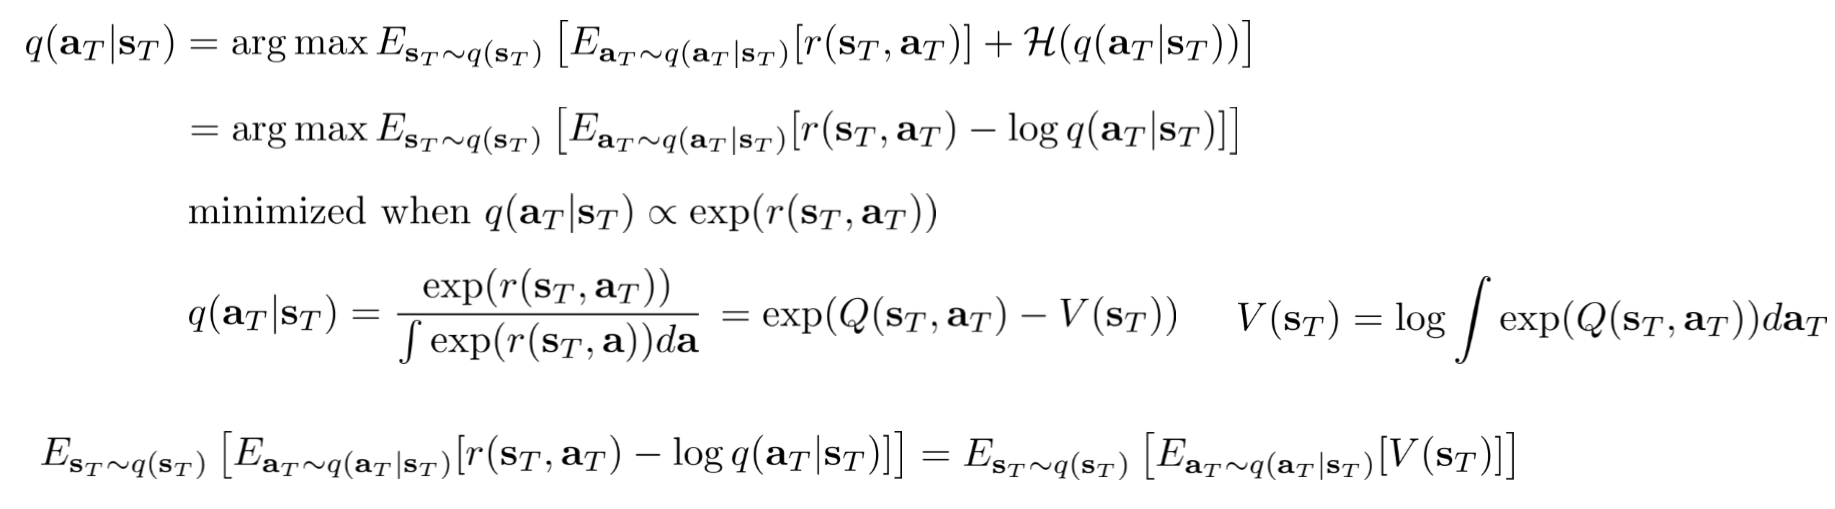 q(𝐚_T|𝐬_T) = arg max E_{𝐬_T∼q(𝐬_T)} [E_{𝐚_T∼q(𝐚_T|𝐬_T)}[r(𝐬_T, 𝐚_T)] + ℋ(q(𝐚_T|𝐬_T))]
= arg max E_{𝐬_T∼q(𝐬_T)} [E_{𝐚_T∼q(𝐚_T|𝐬_T)}[r(𝐬_T, 𝐚_T) − log q(𝐚_T|𝐬_T)]]
minimized when q(𝐚_T|𝐬_T) ∝ exp(r(𝐬_T, 𝐚_T))
q(𝐚_T|𝐬_T) = \frac{exp(r(𝐬_T, 𝐚_T))}{∫ exp(r(𝐬_T, 𝐚))d𝐚} = exp(Q(𝐬_T, 𝐚_T) − V(𝐬_T)) V(𝐬_T) = log ∫ exp(Q(𝐬_T, 𝐚_T))d𝐚_T
E_{𝐬_T∼q(𝐬_T)} [E_{𝐚_T∼q(𝐚_T|𝐬_T)}[r(𝐬_T, 𝐚_T) − log q(𝐚_T|𝐬_T)]] = E_{𝐬_T∼q(𝐬_T)} [E_{𝐚_T∼q(𝐚_T|𝐬_T)}[V(𝐬_T)]]